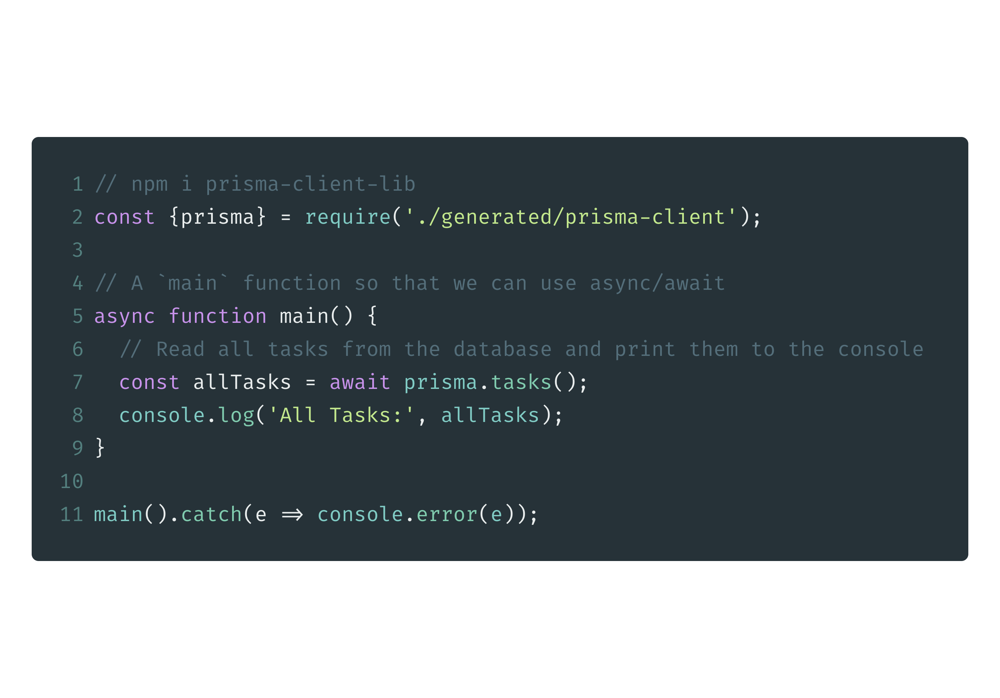 1 // npm i prisma-client-lib
2 const {prisma} = require('./generated/prisma-client');
3
4 // A `main` function so that we can use async/await
5 async function main() {
6   // Read all tasks from the database and print them to the console
7   const allTasks = await prisma.tasks();
8   console.log('All Tasks:', allTasks);
9 }
10
11 main().catch(e => console.error(e));